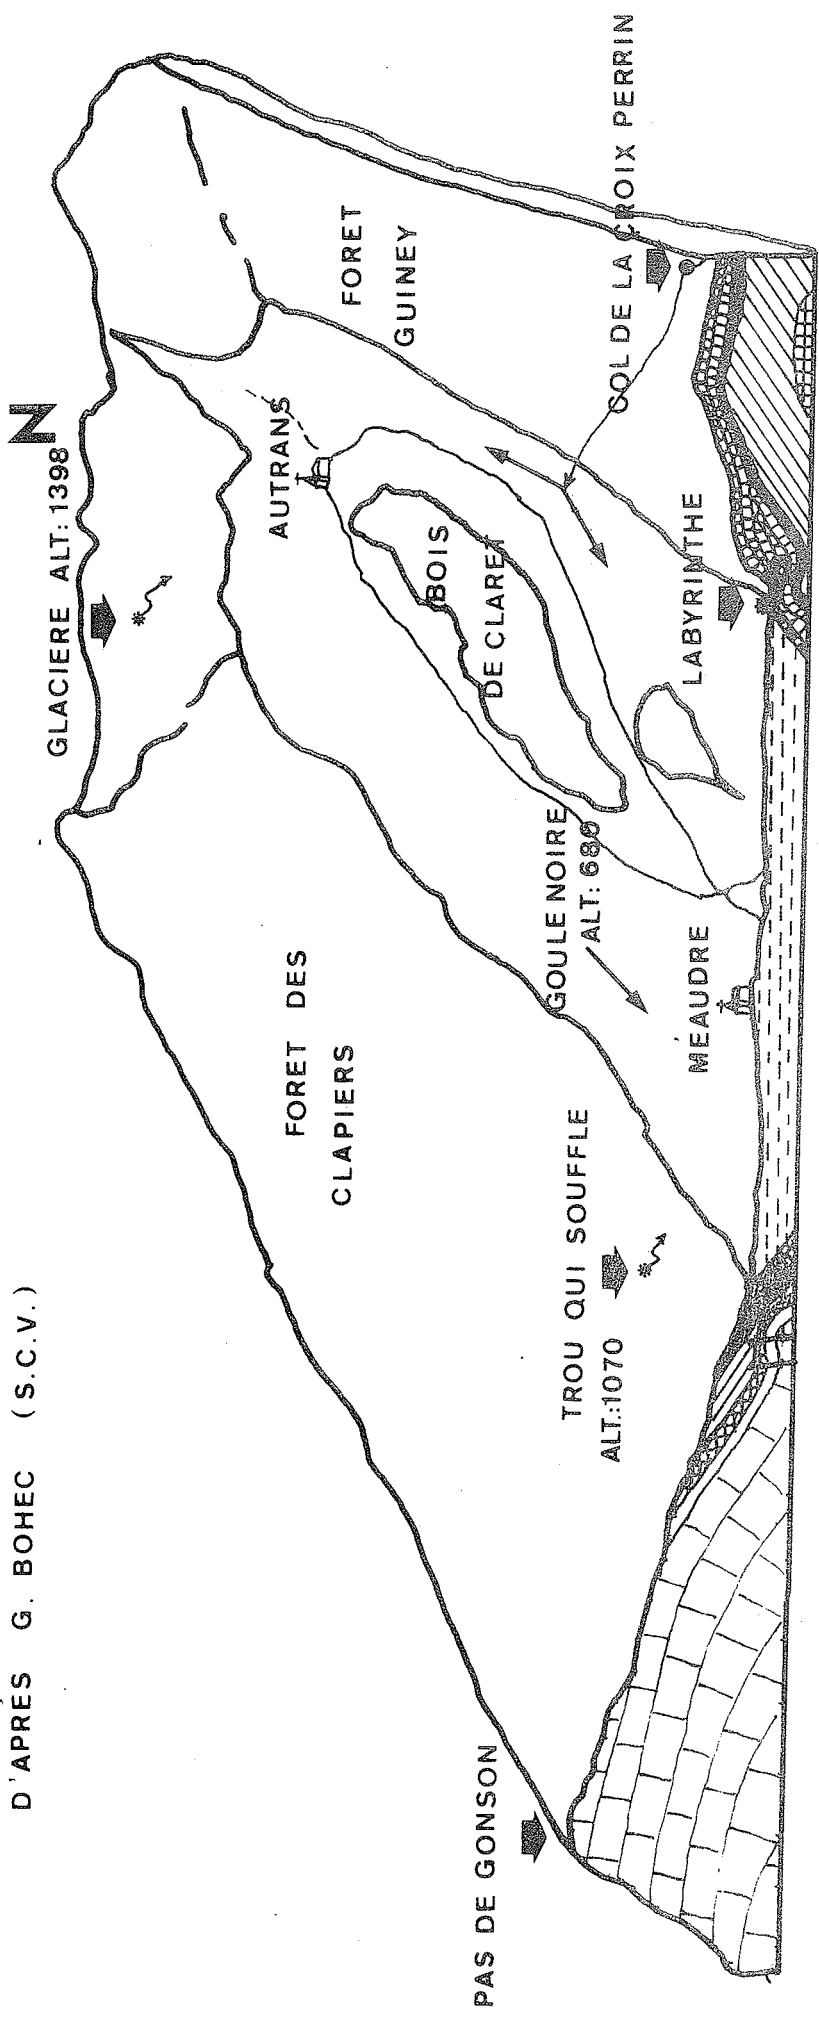 D'APRÉS G. BOHEC (S.C.V.)
N
GLACIERE ALT: 1398
FORET
GUINEY
AUTRANS
BOIS
DE CLARET
FORET DES
CLAPIERS
COL DE LA CROIX PERRIN
LABYRINTHE
GOULE NOIRE
ALT: 680
MÉAUDRE
TROU QUI SOUFFLE
ALT.:1070
PAS DE GONSON